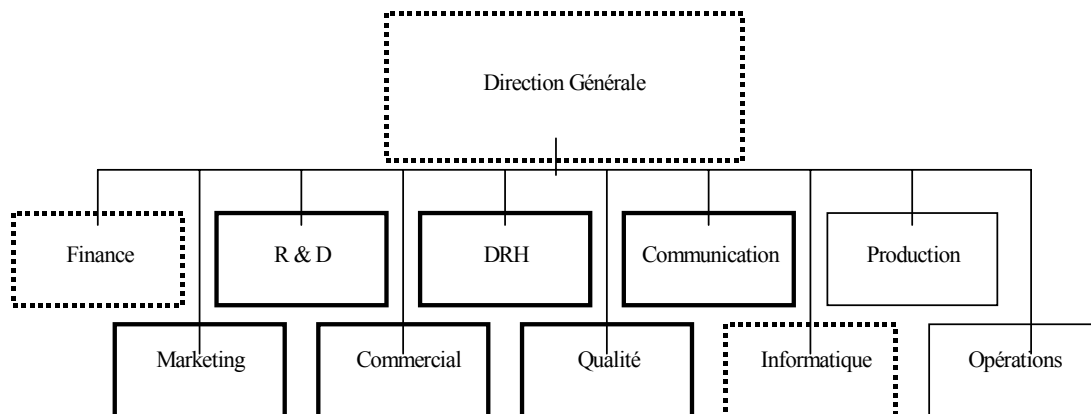 Direction Générale
Finance
R & D
DRH
Communication
Production
Marketing
Commercial
Qualité
Informatique
Opérations